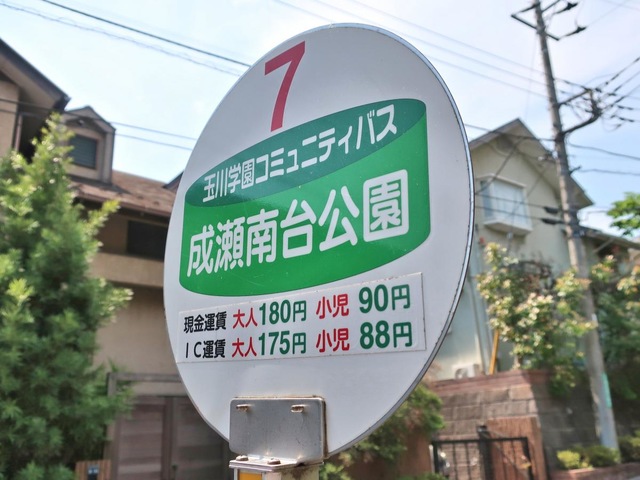 7
玉川学園コミュニティバス
成瀬南台公園
現金運賃 大人180円 小児 90円
IC運賃 大人175円 小児 88円